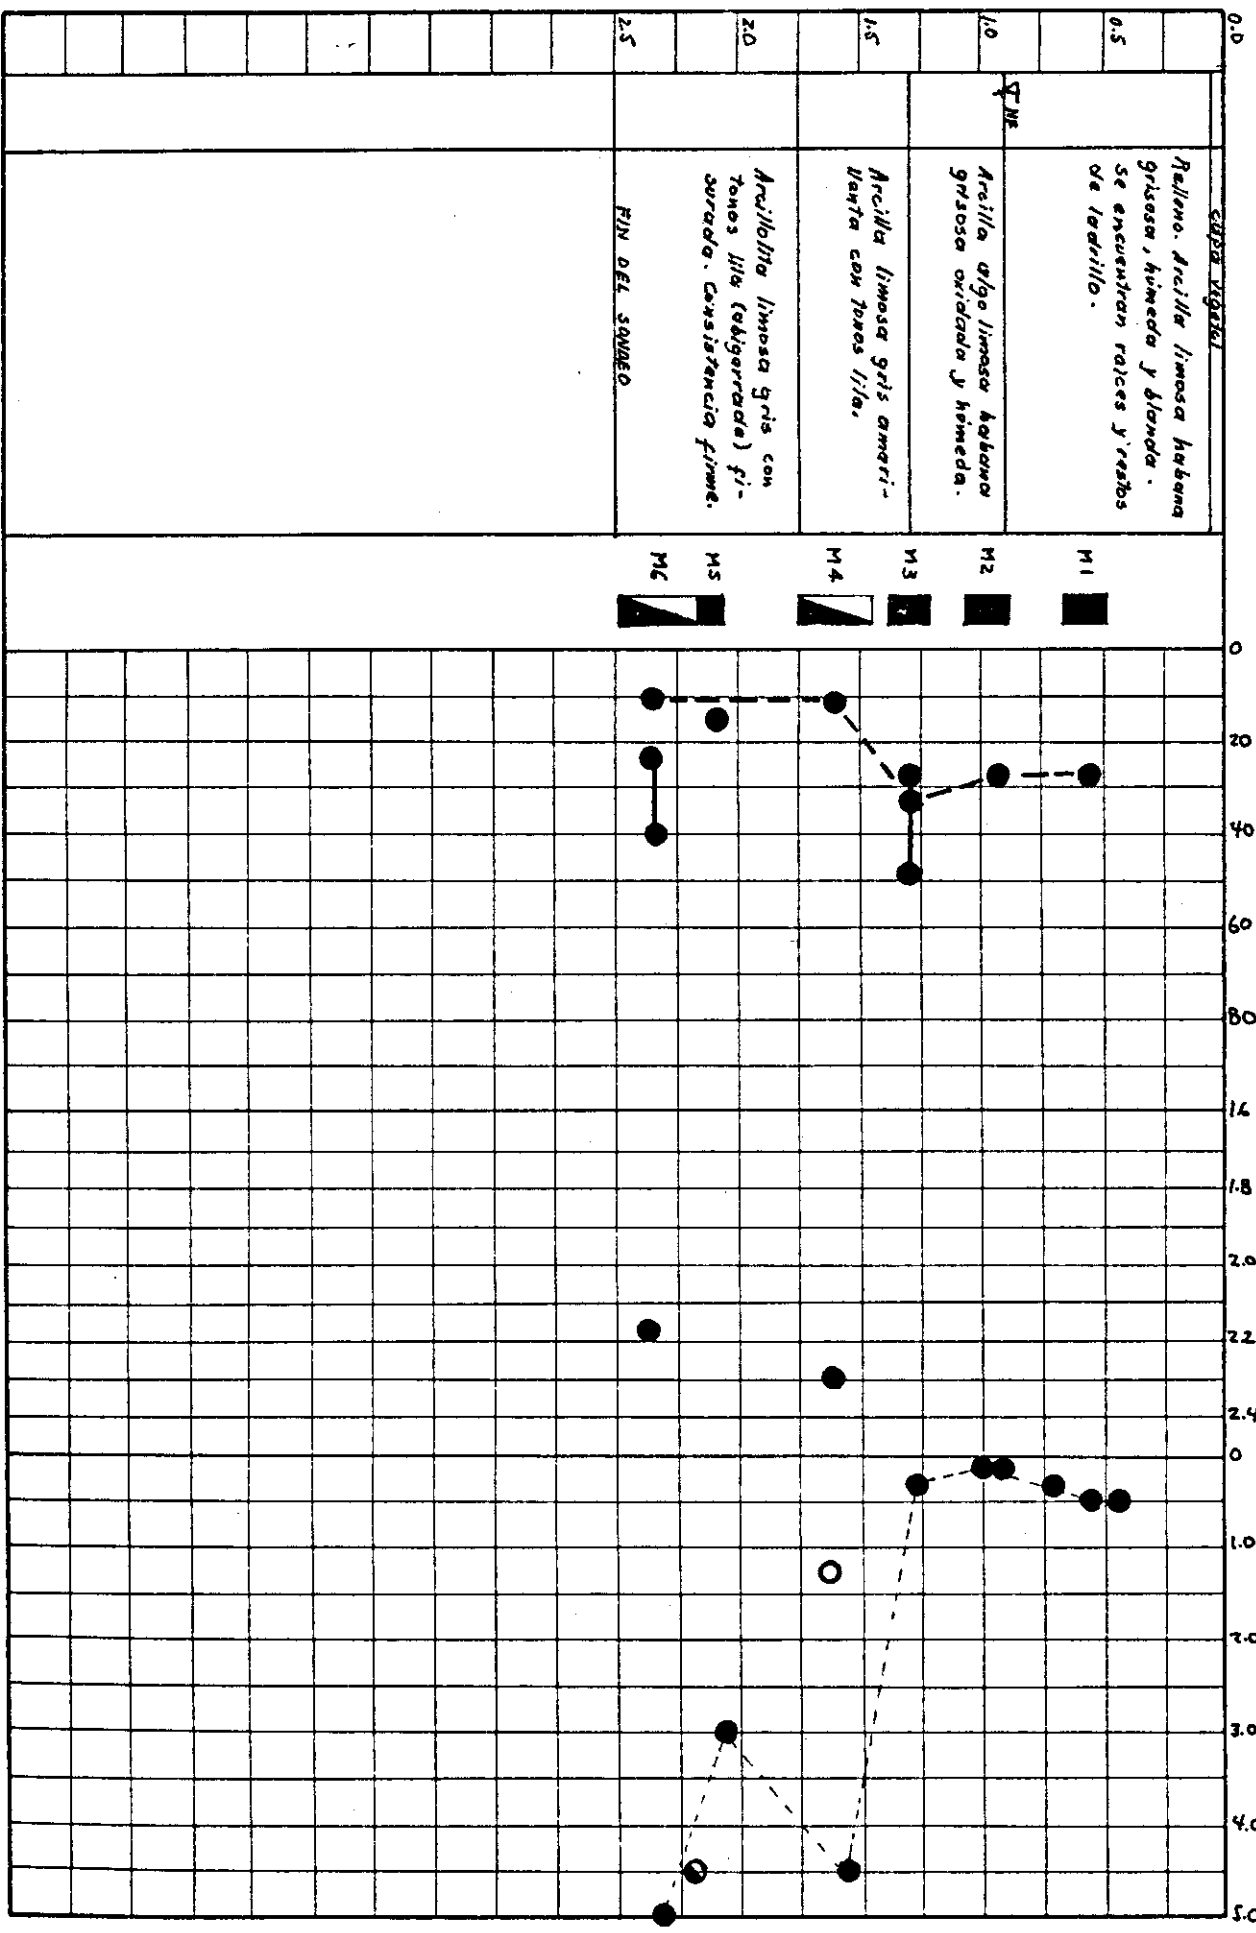 0.0
0.5
1.0
1.5
2.0
2.5
NF
capa vegetal
Relleno. Arcilla limosa habana
grisosa, húmeda y blanda.
se encuentran raíces y restos
de ladrillo.
Arcilla algo limosa habana
grisosa oxidada y húmeda.
Arcilla limosa gris amari-
llenta con tonos lila.
Arcillolita limosa gris con
tonos lila (abigarrada) fi-
surada. Consistencia firme.
FIN DEL SONDEO
M1
M2
M3
M4
M5
M6
0
20
40
60
80
1.6
1.8
2.0
2.2
2.4
0
1.0
2.0
3.0
4.0
5.0